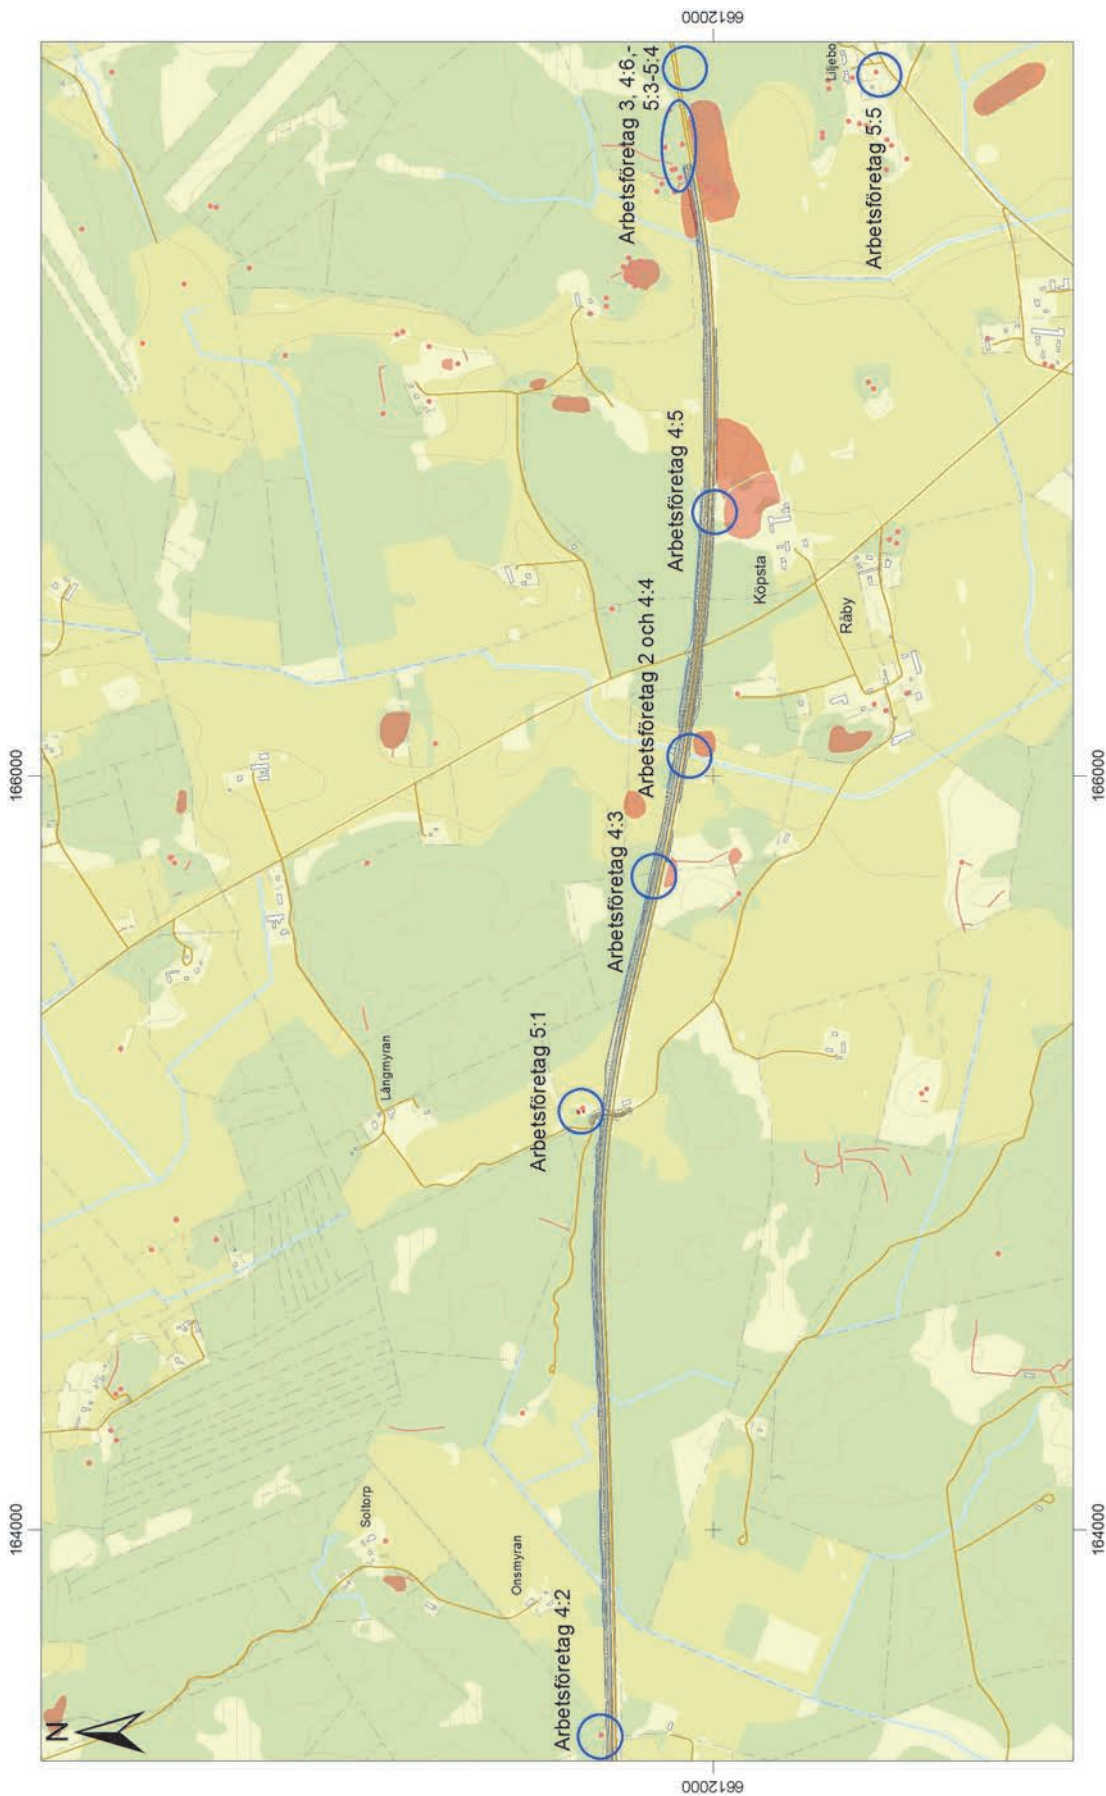 N
166000
164000
6612000
6612000
166000
164000
Arbetsföretag 3, 4:6,-
5:3-5:4
Liljebo
Arbetsföretag 5:5
Arbetsföretag 4:5
Köpsta
Råby
Arbetsföretag 2 och 4:4
Arbetsföretag 4:3
Långmyran
Arbetsföretag 5:1
Soltorp
Onsmyran
Arbetsföretag 4:2